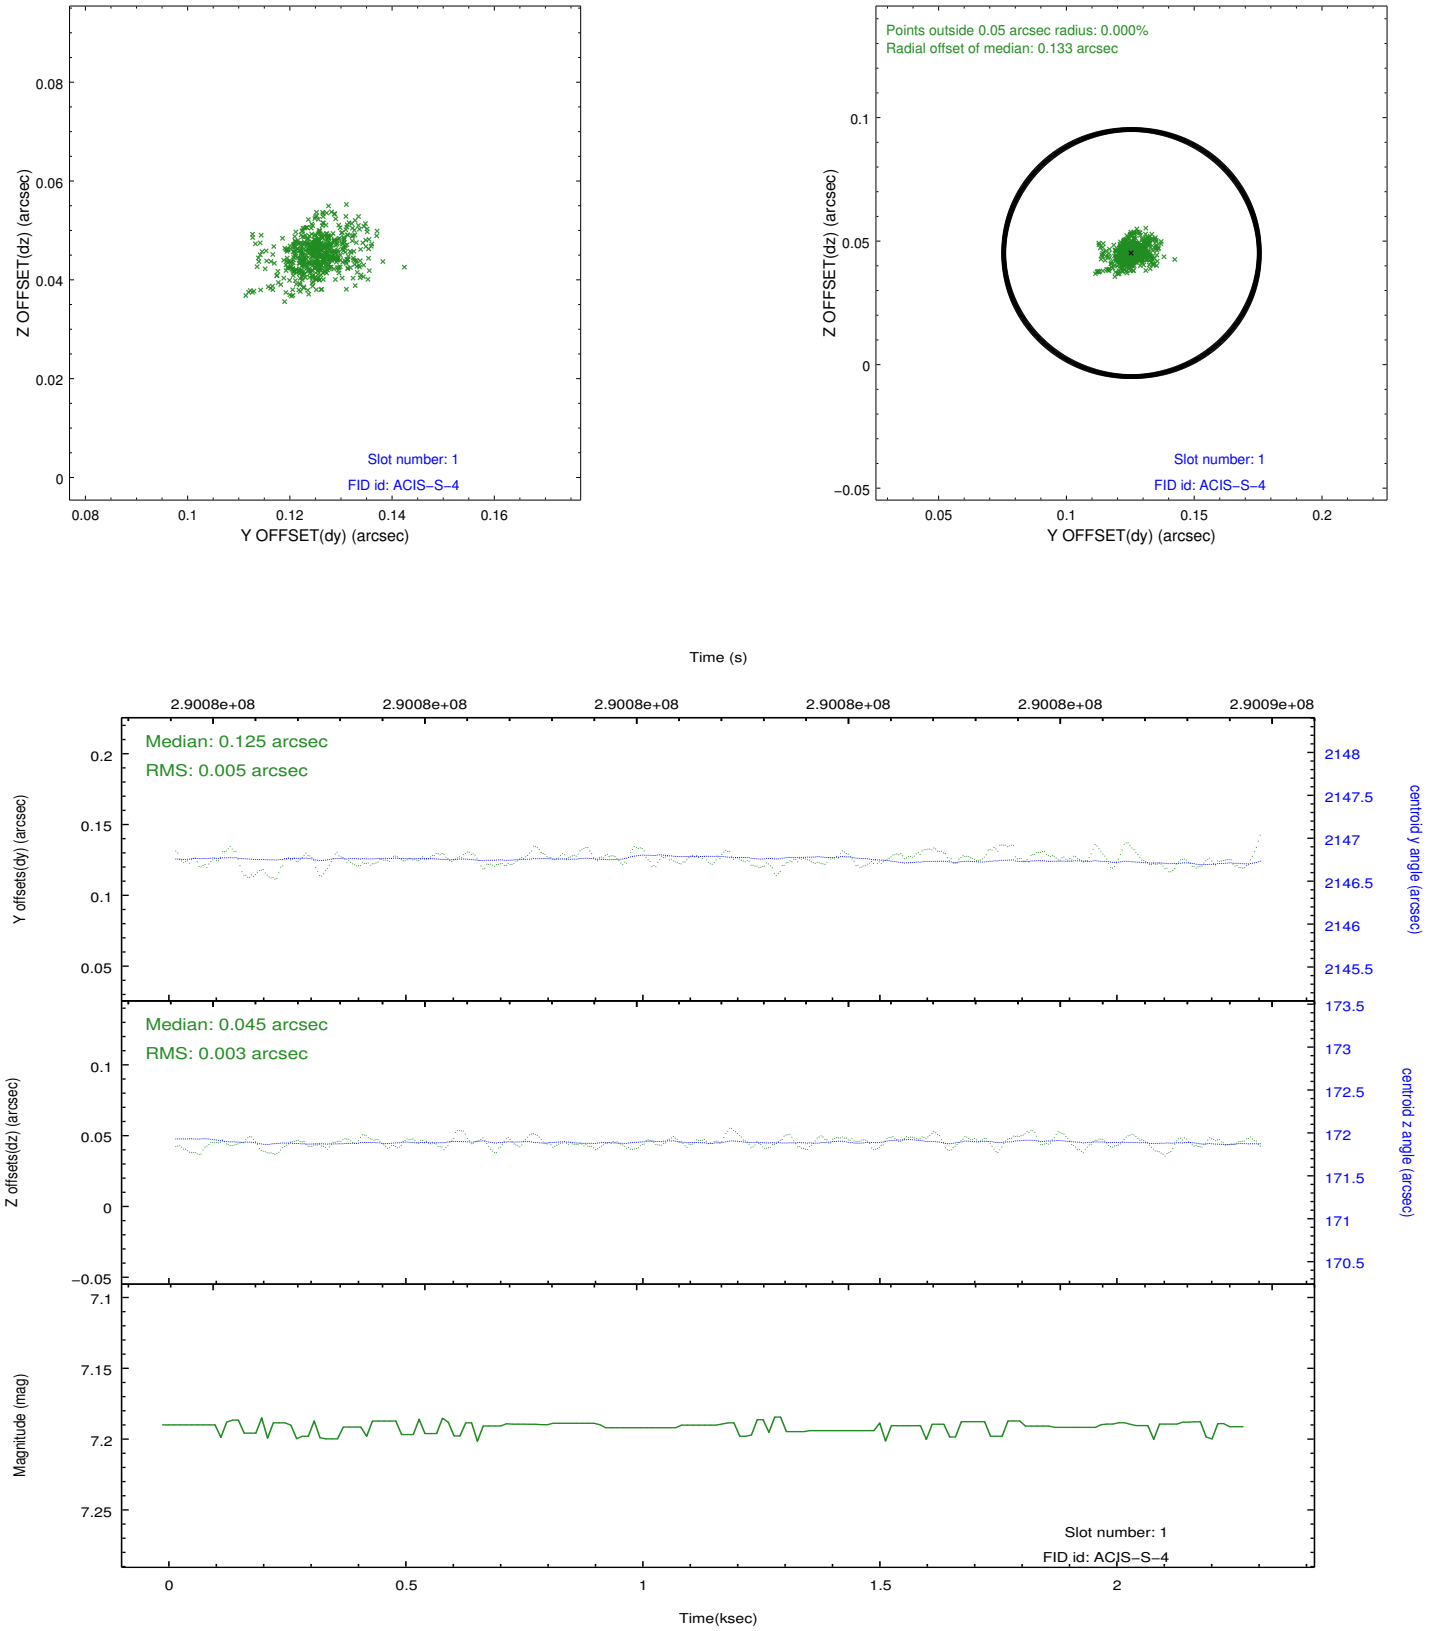 0.08
0.06
0.04
0.02
0
Z OFFSET(dz) (arcsec)
Slot number: 1
FID id: ACIS−S−4
0.08 0.1 0.12 0.14 0.16
Y OFFSET(dy) (arcsec)
Points outside 0.05 arcsec radius: 0.000%
Radial offset of median: 0.133 arcsec
0.1
0.05
0
−0.05
Z OFFSET(dz) (arcsec)
Slot number: 1
FID id: ACIS−S−4
0.05 0.1 0.15 0.2
Y OFFSET(dy) (arcsec)
Time (s)
2.9008e+08 2.9008e+08 2.9008e+08 2.9008e+08 2.9008e+08 2.9009e+08
Median: 0.125 arcsec
RMS: 0.005 arcsec
0.2
0.15
0.1
0.05
Y offsets(dy) (arcsec)
2148
2147.5
2147
2146.5
2146
2145.5
centroid y angle (arcsec)
Median: 0.045 arcsec
RMS: 0.003 arcsec
0.1
0.05
0
−0.05
Z offsets(dz) (arcsec)
173.5
173
172.5
172
171.5
171
170.5
centroid z angle (arcsec)
7.1
7.15
7.2
7.25
Magnitude (mag)
Slot number: 1
FID id: ACIS−S−4
0 0.5 1 1.5 2
Time(ksec)